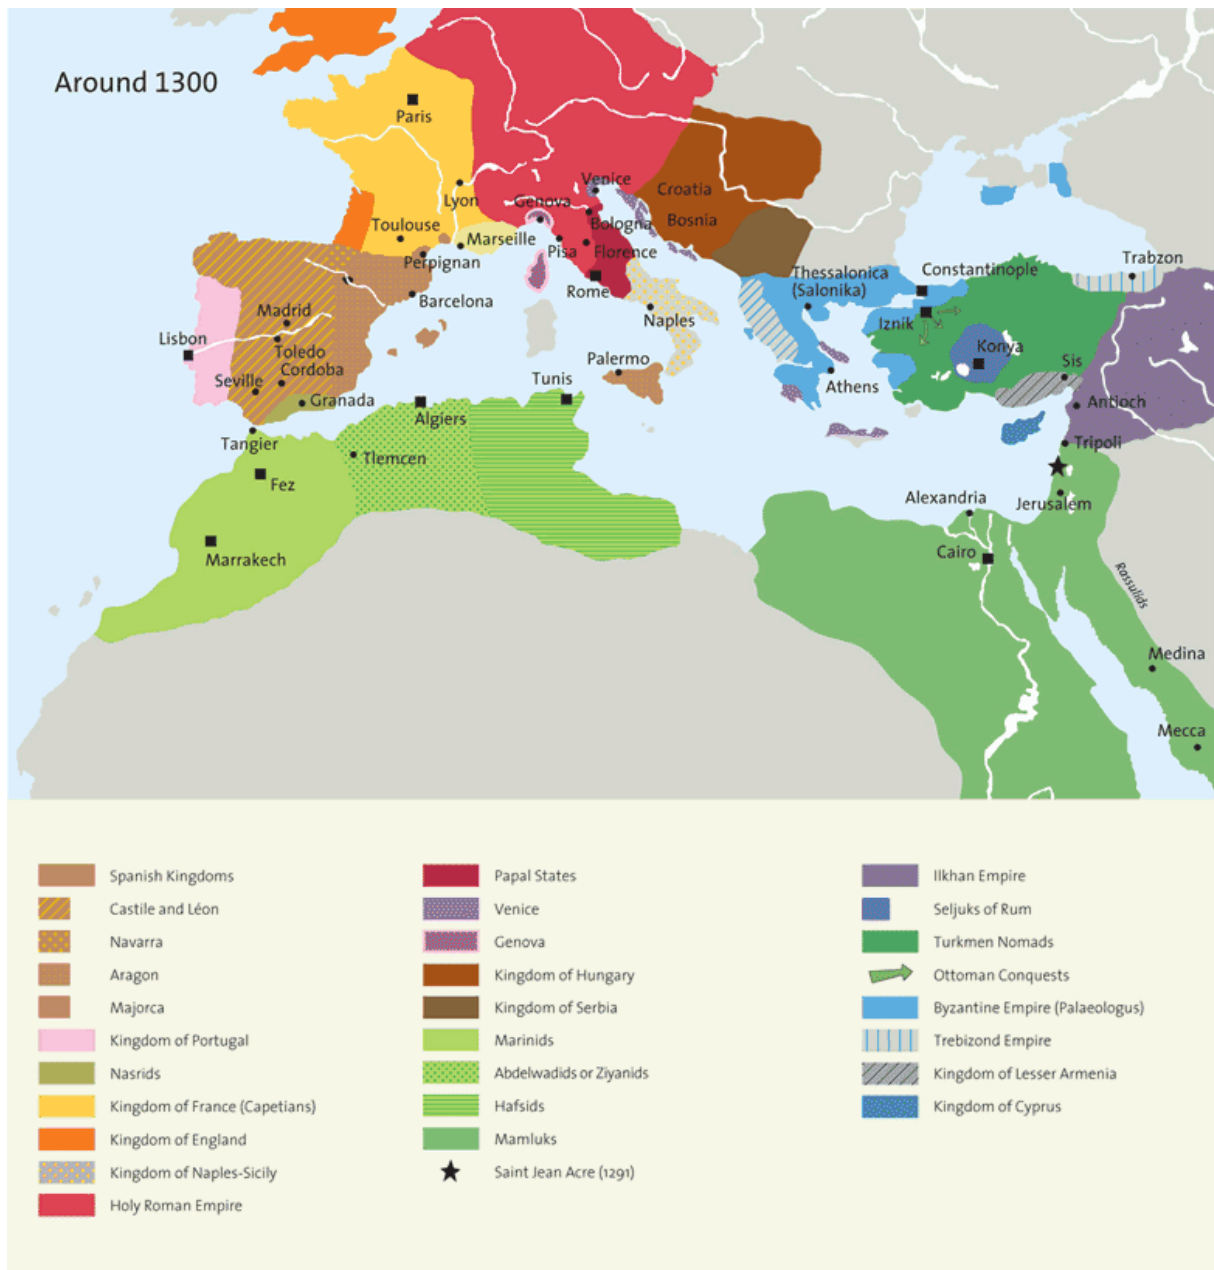 Around 1300
Paris
Lyon
Venice
Croatia
Genova
Bologna
Bosnia
Toulouse
Marseille
Pisa
Florence
Perpignan
Thessalonica
(Salonika)
Constantinople
Trabzon
Rome
Barcelona
Madrid
Naples
Iznik
Lisbon
Toledo
Konya
Palermo
Cordoba
Sis
Seville
Tunis
Athens
Granada
Antioch
Algiers
Tangier
Tripoli
Tlemcen
Fez
Alexandria
Jerusalem
Marrakech
Cairo
Rassulids
Medina
Mecca
Spanish Kingdoms
Castile and Léon
Navarra
Aragon
Majorca
Kingdom of Portugal
Nasrids
Kingdom of France (Capetians)
Kingdom of England
Kingdom of Naples-Sicily
Holy Roman Empire
Papal States
Venice
Genova
Kingdom of Hungary
Kingdom of Serbia
Marinids
Abdelwadids or Ziyanids
Hafsids
Mamluks
Saint Jean Acre (1291)
Ilkhan Empire
Seljuks of Rum
Turkmen Nomads
Ottoman Conquests
Byzantine Empire (Palaeologus)
Trebizond Empire
Kingdom of Lesser Armenia
Kingdom of Cyprus